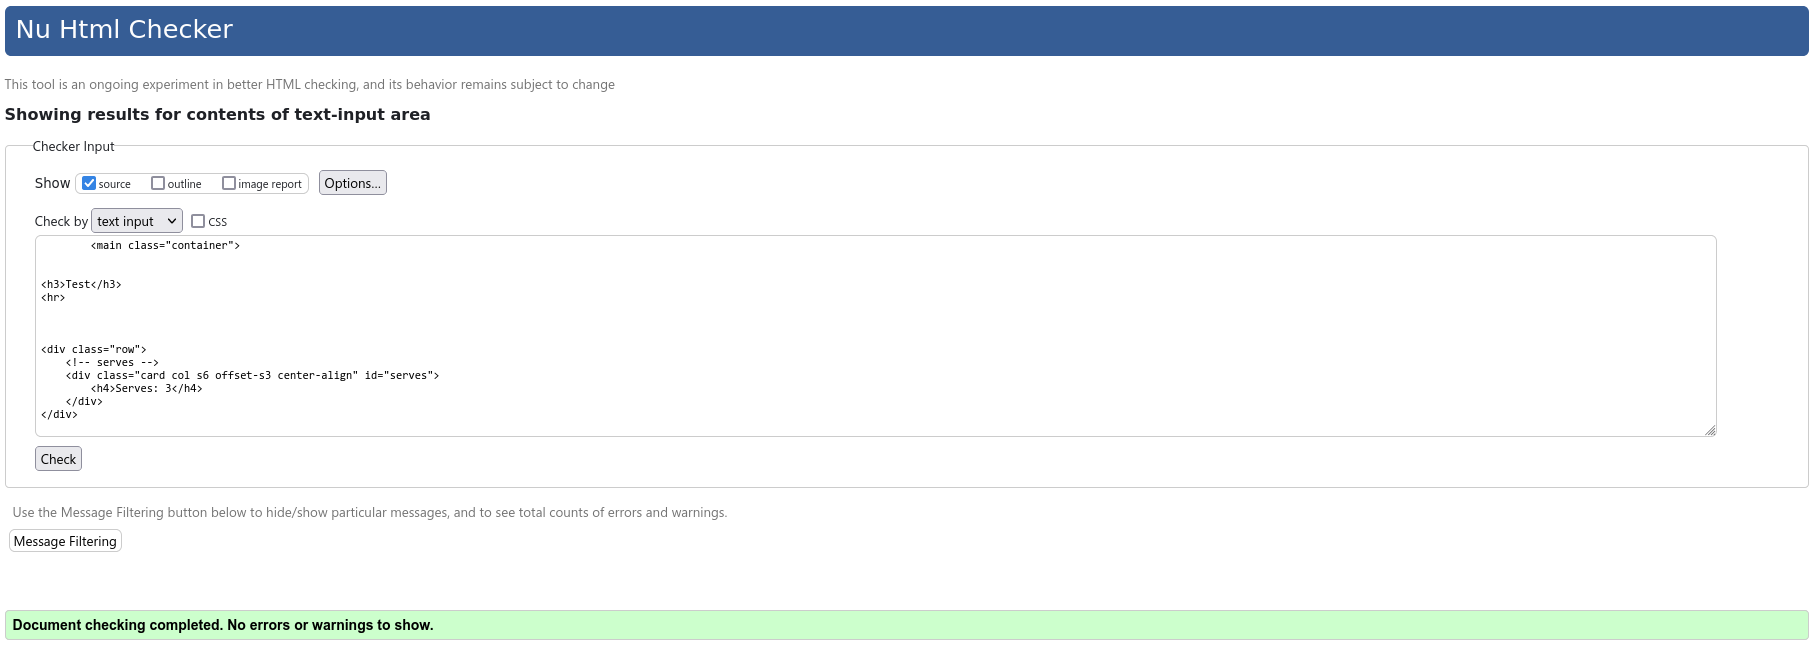 Nu Html Checker
This tool is an ongoing experiment in better HTML checking, and its behavior remains subject to change
Showing results for contents of text-input area
Checker Input
Show source outline image report Options...
Check by text input CSS
<main class="container">
<h3>Test</h3>
<hr>
<div class="row">
<!-- serves -->
<div class="card col s6 offset-s3 center-align" id="serves">
<h4>Serves: 3</h4>
</div>
</div>
Check
Use the Message Filtering button below to hide/show particular messages, and to see total counts of errors and warnings.
Message Filtering
Document checking completed. No errors or warnings to show.